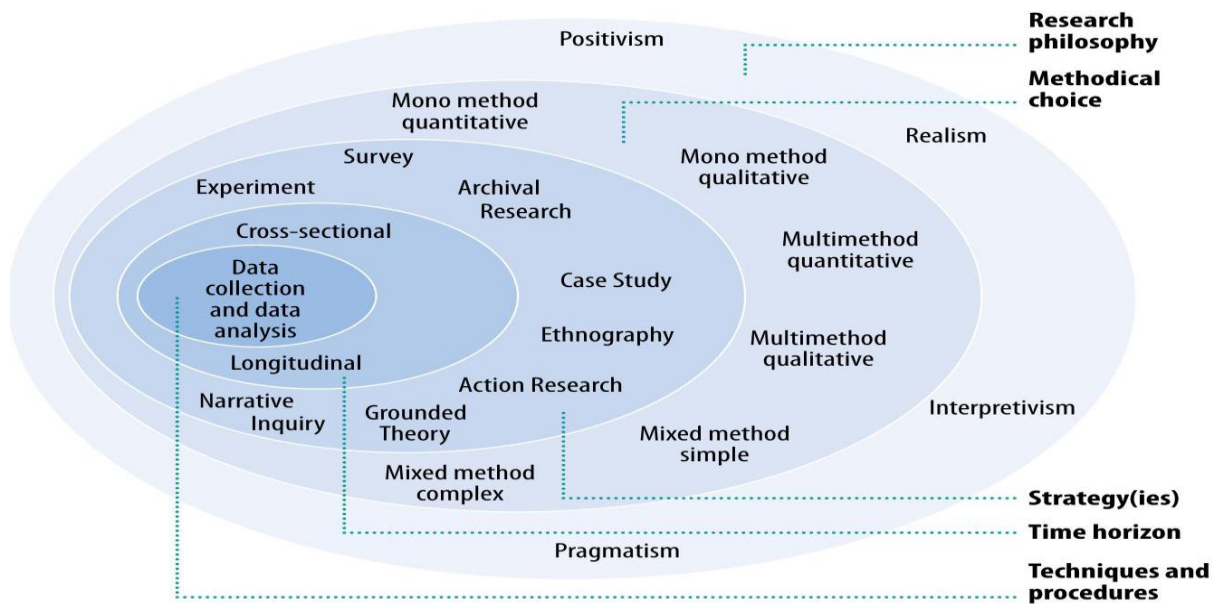 Positivism
Research
philosophy
Methodical
choice
Mono method
quantitative
Realism
Survey
Mono method
qualitative
Experiment
Archival
Research
Cross-sectional
Multimethod
quantitative
Data
collection
and data
analysis
Case Study
Ethnography
Multimethod
qualitative
Longitudinal
Action Research
Narrative
Inquiry
Grounded
Theory
Interpretivism
Mixed method
simple
Mixed method
complex
Strategy(ies)
Time horizon
Pragmatism
Techniques and
procedures